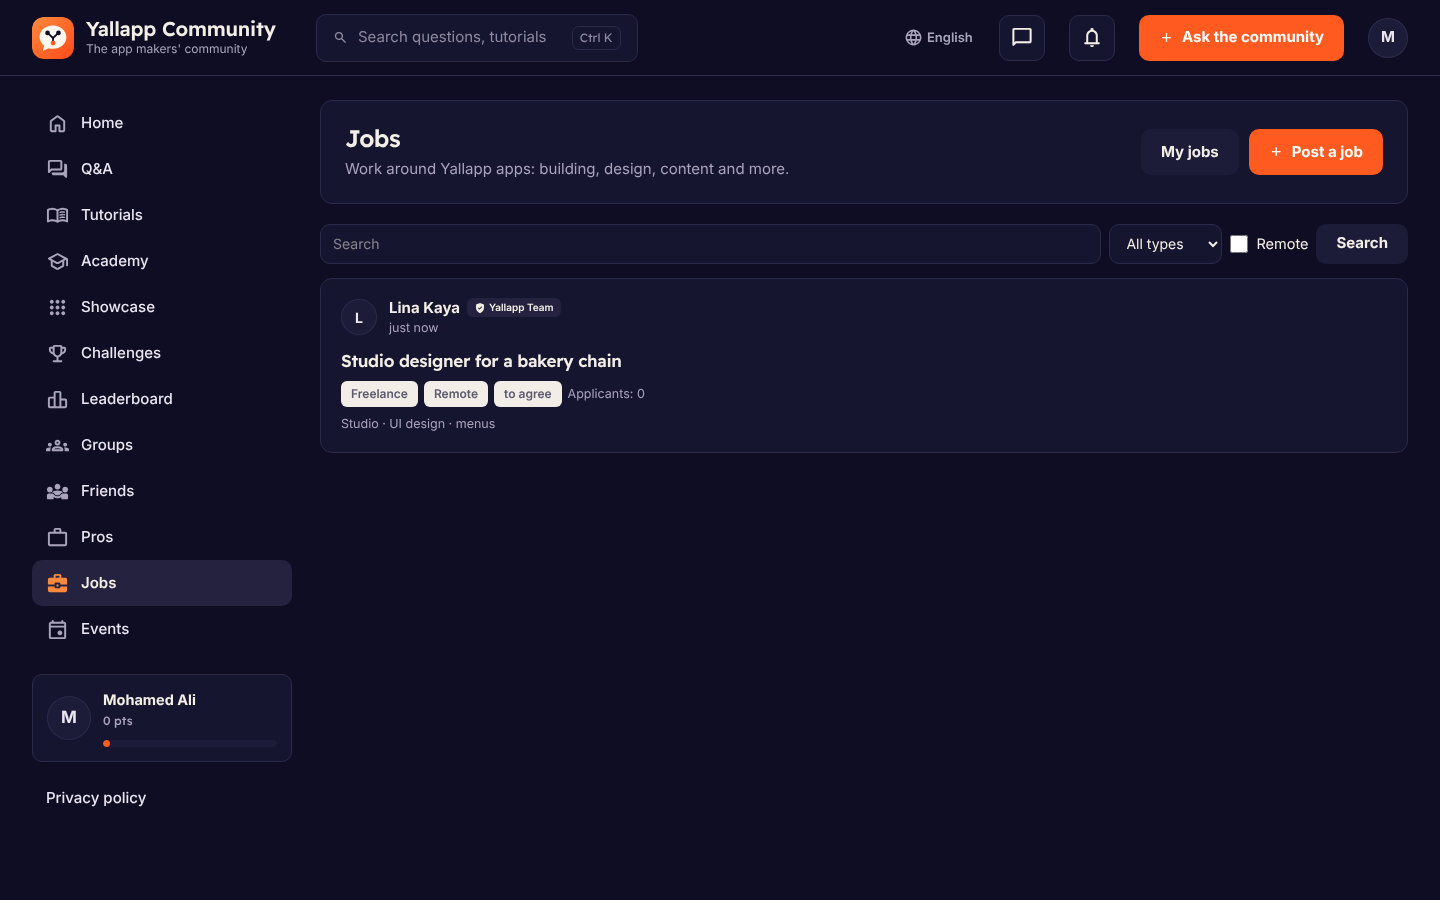 Yallapp Community
The app makers' community
Search questions, tutorials
Ctrl K
English
+ Ask the community
M
Home
Q&A
Tutorials
Academy
Showcase
Challenges
Leaderboard
Groups
Friends
Pros
Jobs
Events
M
Mohamed Ali
0 pts
Privacy policy
Jobs
Work around Yallapp apps: building, design, content and more.
My jobs
+ Post a job
Search
All types
Remote
Search
L
Lina Kaya
Yallapp Team
just now
Studio designer for a bakery chain
Freelance
Remote
to agree
Applicants: 0
Studio · UI design · menus